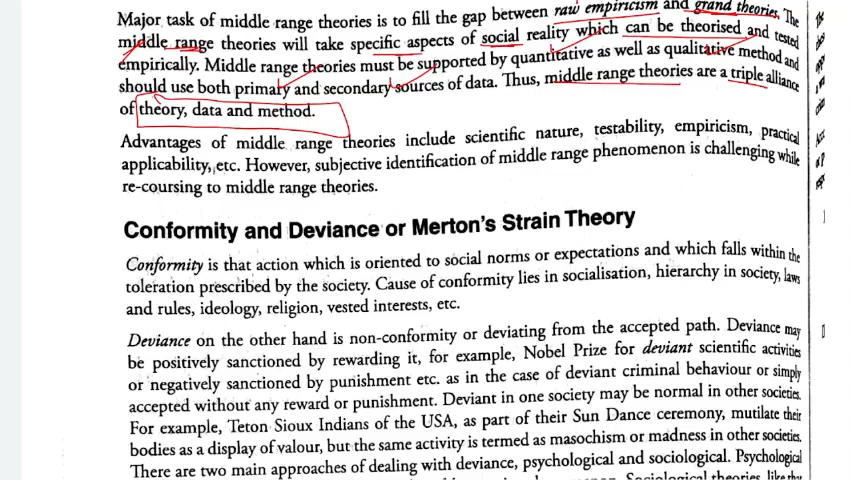 Major task of middle range theories is to fill the gap between raw empiricism and grand theories. The
middle range theories will take specific aspects of social reality which can be theorised and tested
empirically. Middle range theories must be supported by quantitative as well as qualitative method and
should use both primary and secondary sources of data. Thus, middle range theories are a triple alliance
of theory, data and method.
Advantages of middle range theories include scientific nature, testability, empiricism, practical
applicability, etc. However, subjective identification of middle range phenomenon is challenging while
re-coursing to middle range theories.
Conformity and Deviance or Merton's Strain Theory
Conformity is that action which is oriented to social norms or expectations and which falls within the
toleration prescribed by the society. Cause of conformity lies in socialisation, hierarchy in society, laws
and rules, ideology, religion, vested interests, etc.
Deviance on the other hand is non-conformity or deviating from the accepted path. Deviance may
be positively sanctioned by rewarding it, for example, Nobel Prize for deviant scientific activities
or negatively sanctioned by punishment etc. as in the case of deviant criminal behaviour or simply
accepted without any reward or punishment. Deviant in one society may be normal in other societies.
For example, Teton Sioux Indians of the USA, as part of their Sun Dance ceremony, mutilate their
bodies as a display of valour, but the same activity is termed as masochism or madness in other societies.
There are two main approaches of dealing with deviance, psychological and sociological. Psychological
Sociological theories, like